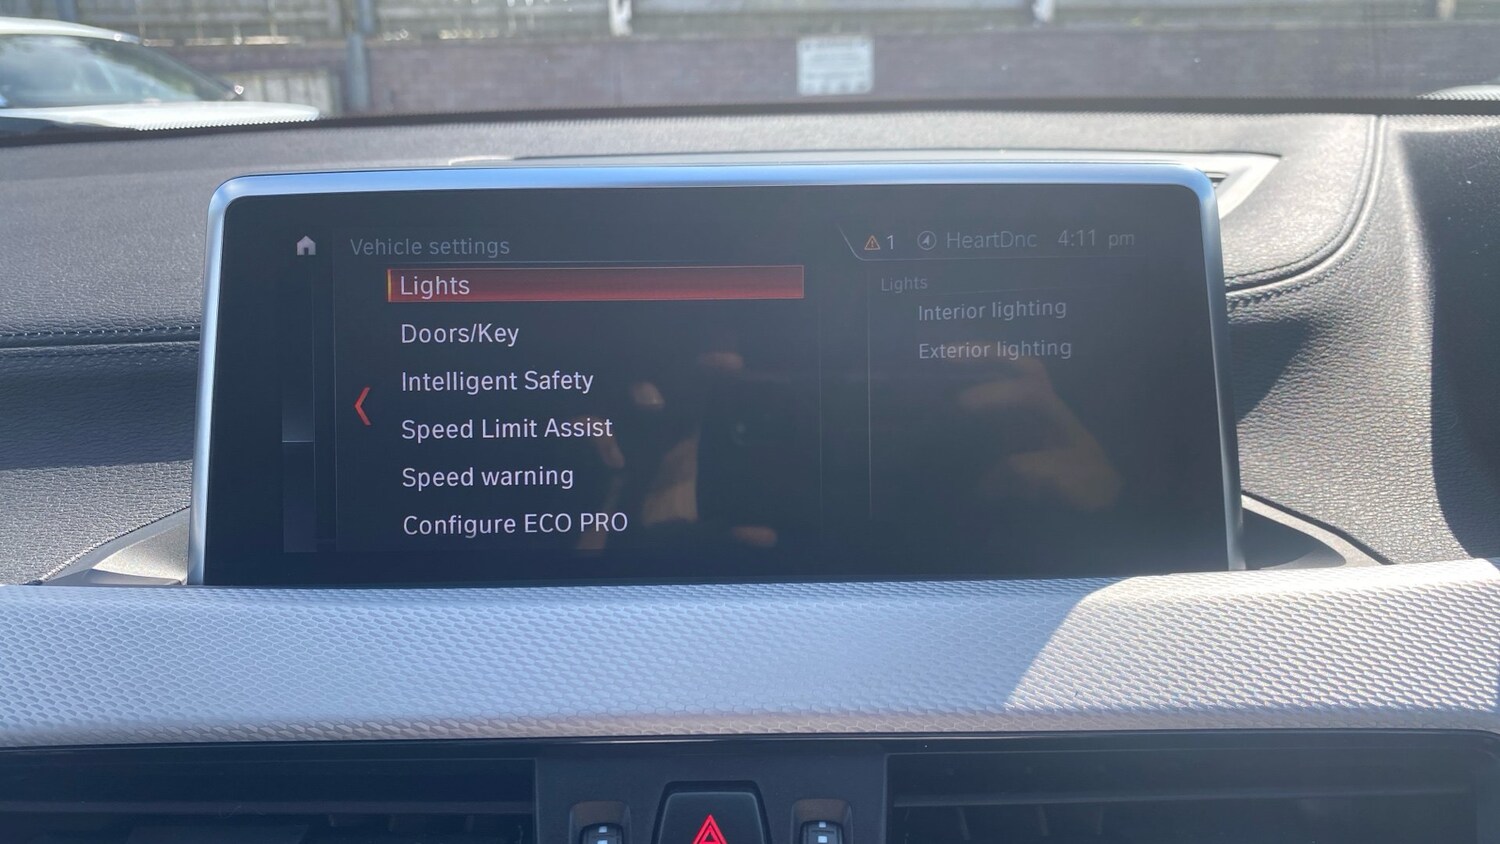 Vehicle settings
1 HeartDnc 4:11 pm
Lights
Doors/Key
Intelligent Safety
Speed Limit Assist
Speed warning
Configure ECO PRO
Lights
Interior lighting
Exterior lighting